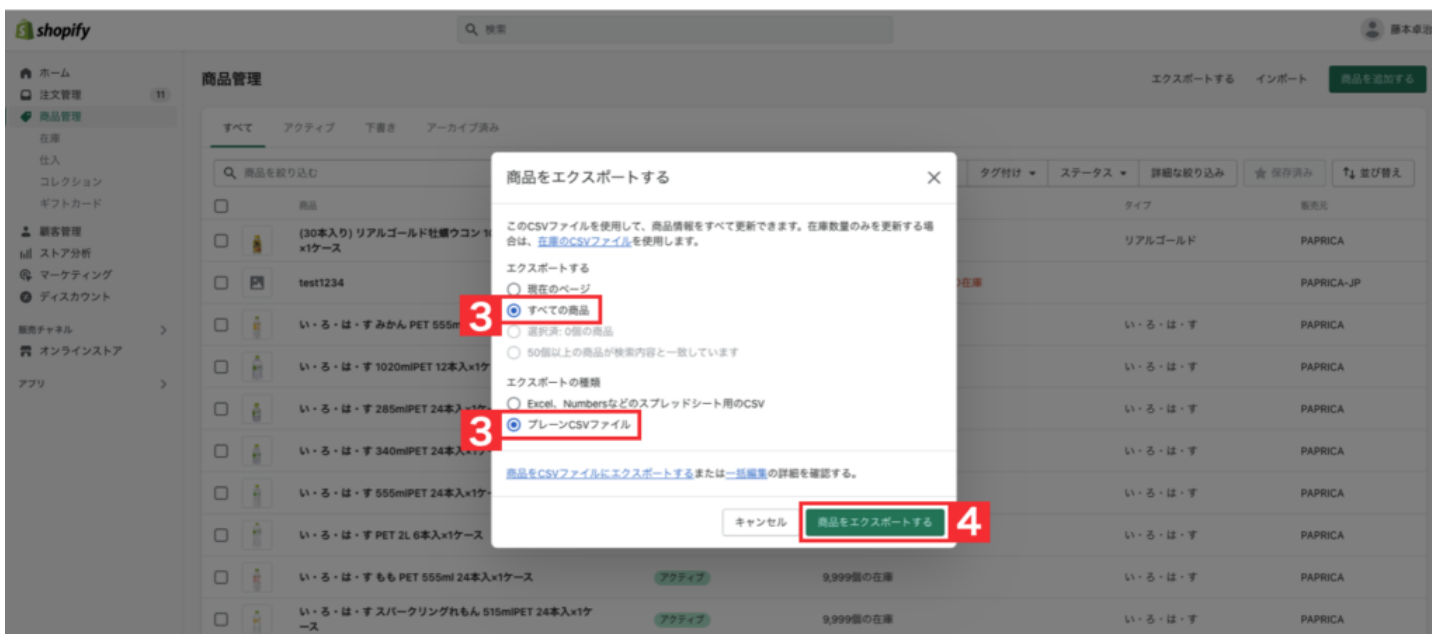 shopify
検索
藤本卓治
ホーム
注文管理 11
商品管理
在庫
仕入
コレクション
ギフトカード
顧客管理
ストア分析
マーケティング
ディスカウント
販売チャネル
オンラインストア
アプリ
商品管理
エクスポートする インポート 商品を追加する
すべて アクティブ 下書き アーカイブ済み
商品を絞り込む
タグ付け ステータス 詳細な絞り込み 保存済み 並び替え
商品 タイプ 販売元
(30本入り) リアルゴールド牡蠣ウコン 10
×1ケース
リアルゴールド PAPRICA
test1234 の在庫 PAPRICA-JP
い・ろ・は・すみかん PET 555m い・ろ・は・す PAPRICA
い・ろ・は・す 1020mlPET 12本入×1ケ い・ろ・は・す PAPRICA
い・ろ・は・す 285mlPET 24本入×1ケー い・ろ・は・す PAPRICA
い・ろ・は・す 340mlPET 24本入×1ケー い・ろ・は・す PAPRICA
い・ろ・は・す 555mlPET 24本入×1ケー い・ろ・は・す PAPRICA
い・ろ・は・す PET 2L 6本入×1ケース い・ろ・は・す PAPRICA
い・ろ・は・す もも PET 555ml 24本入×1ケース アクティブ 9,999個の在庫 い・ろ・は・す PAPRICA
い・ろ・は・す スパークリングれもん 515mlPET 24本入×1ケ
ース
アクティブ 9,999個の在庫 い・ろ・は・す PAPRICA
商品をエクスポートする
このCSVファイルを使用して、商品情報をすべて更新できます。在庫数量のみを更新する場
合は、在庫のCSVファイルを使用します。
エクスポートする
現在のページ
3 すべての商品
選択済: 0個の商品
50個以上の商品が検索内容と一致しています
エクスポートの種類
Excel、Numbersなどのスプレッドシート用のCSV
3 プレーンCSVファイル
商品をCSVファイルにエクスポートするまたは一括編集の詳細を確認する。
キャンセル 商品をエクスポートする 4